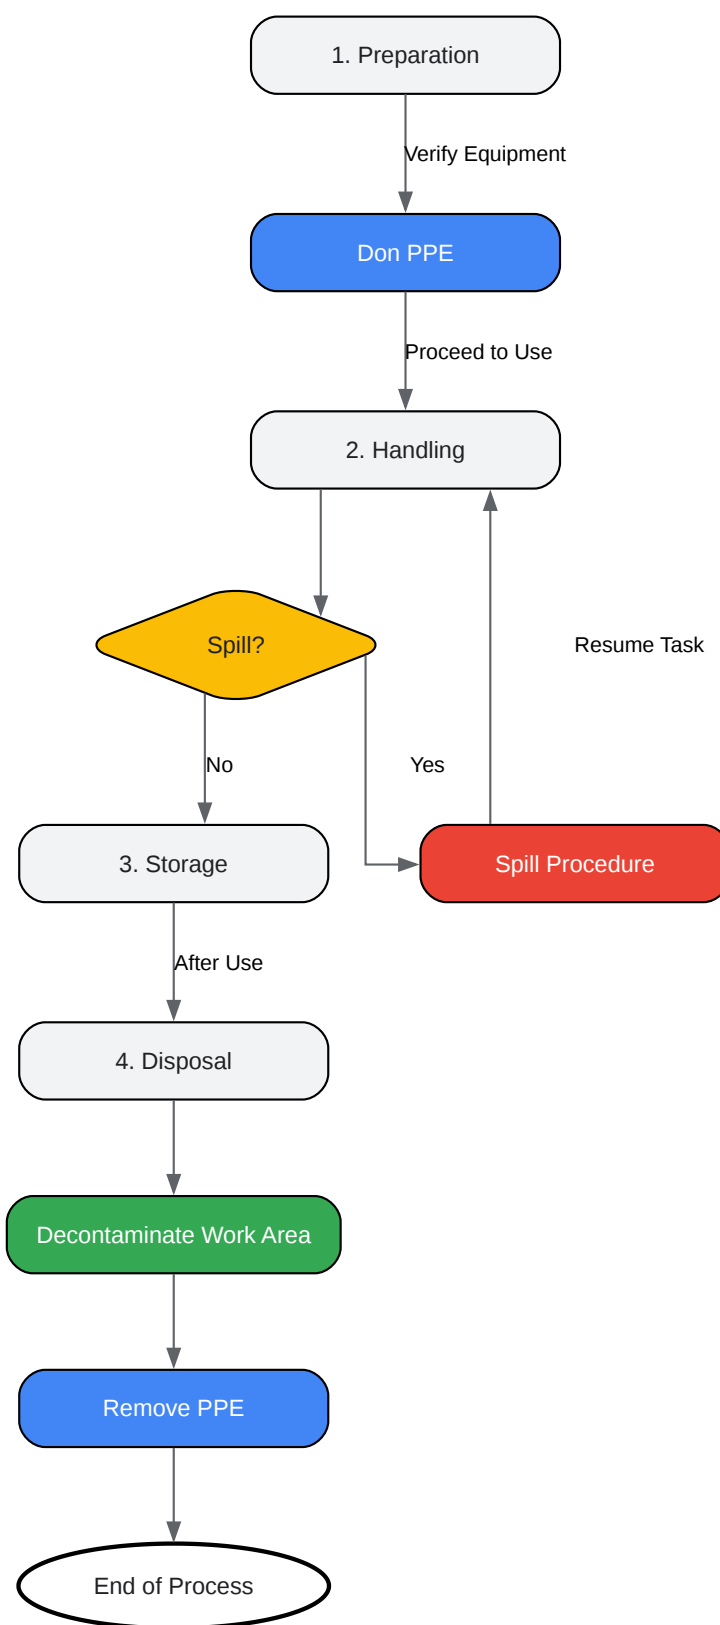 1. Preparation
Verify Equipment
Don PPE
Proceed to Use
2. Handling
Spill?
Resume Task
No
Yes
3. Storage
Spill Procedure
After Use
4. Disposal
Decontaminate Work Area
Remove PPE
End of Process